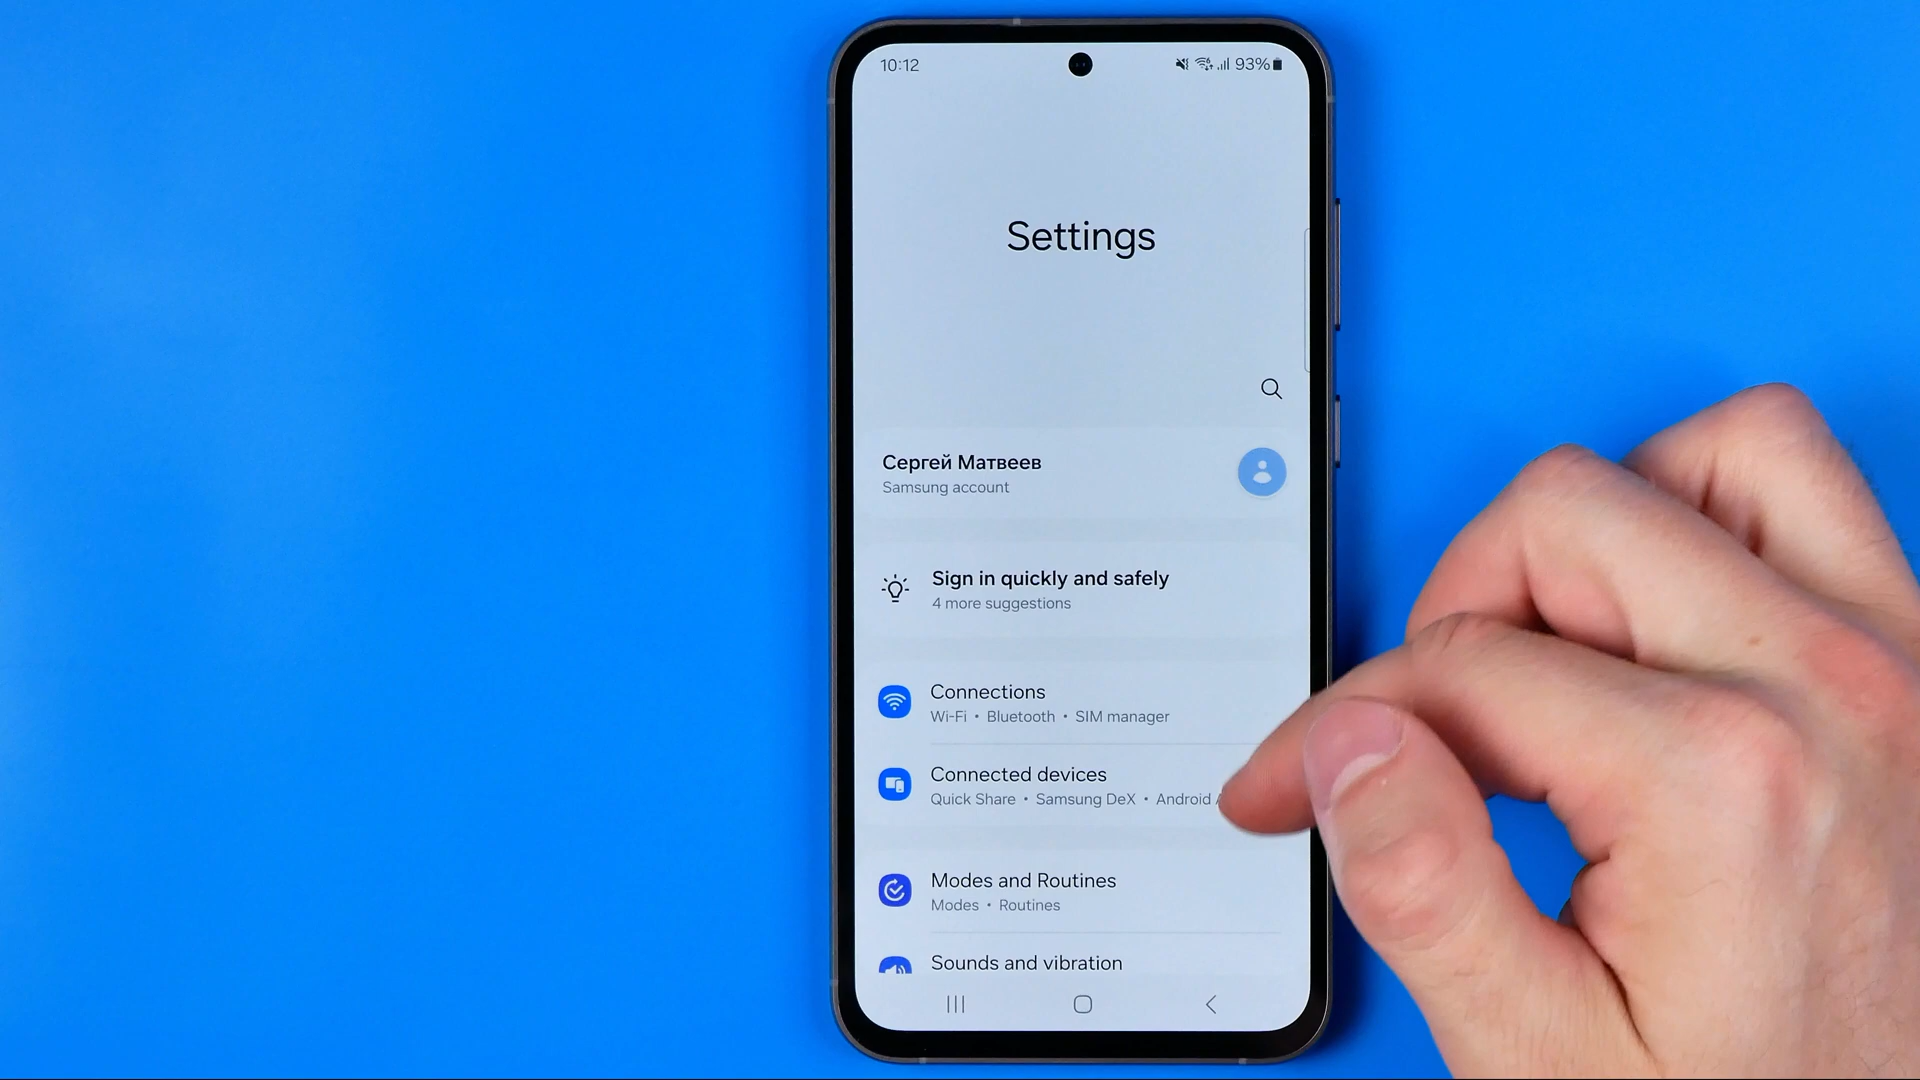 10:12
93%
Settings
Сергей Матвеев
Samsung account
Sign in quickly and safely
4 more suggestions
Connections
Wi-Fi • Bluetooth • SIM manager
Connected devices
Quick Share • Samsung DeX • Android
Modes and Routines
Modes • Routines
Sounds and vibration